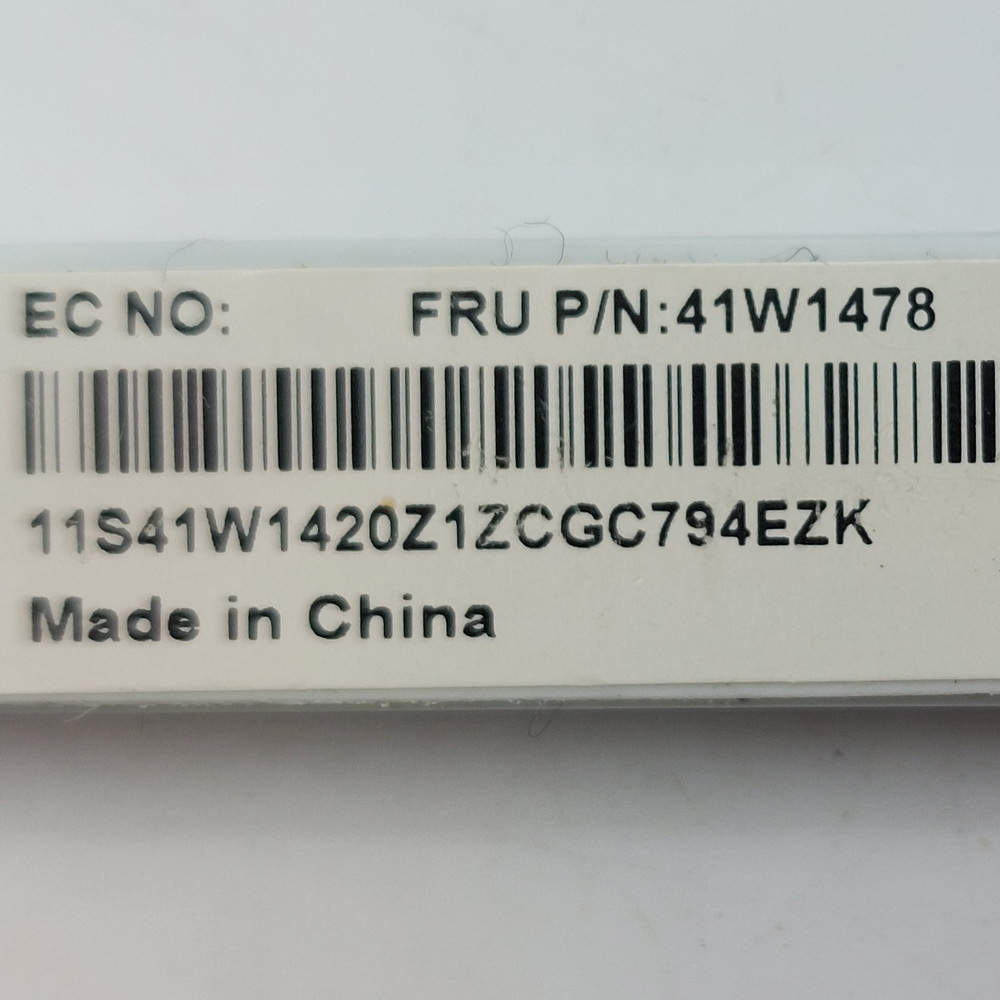 EC NO: FRU P/N:41W1478
11S41W1420Z1ZCGC794EZK
Made in China